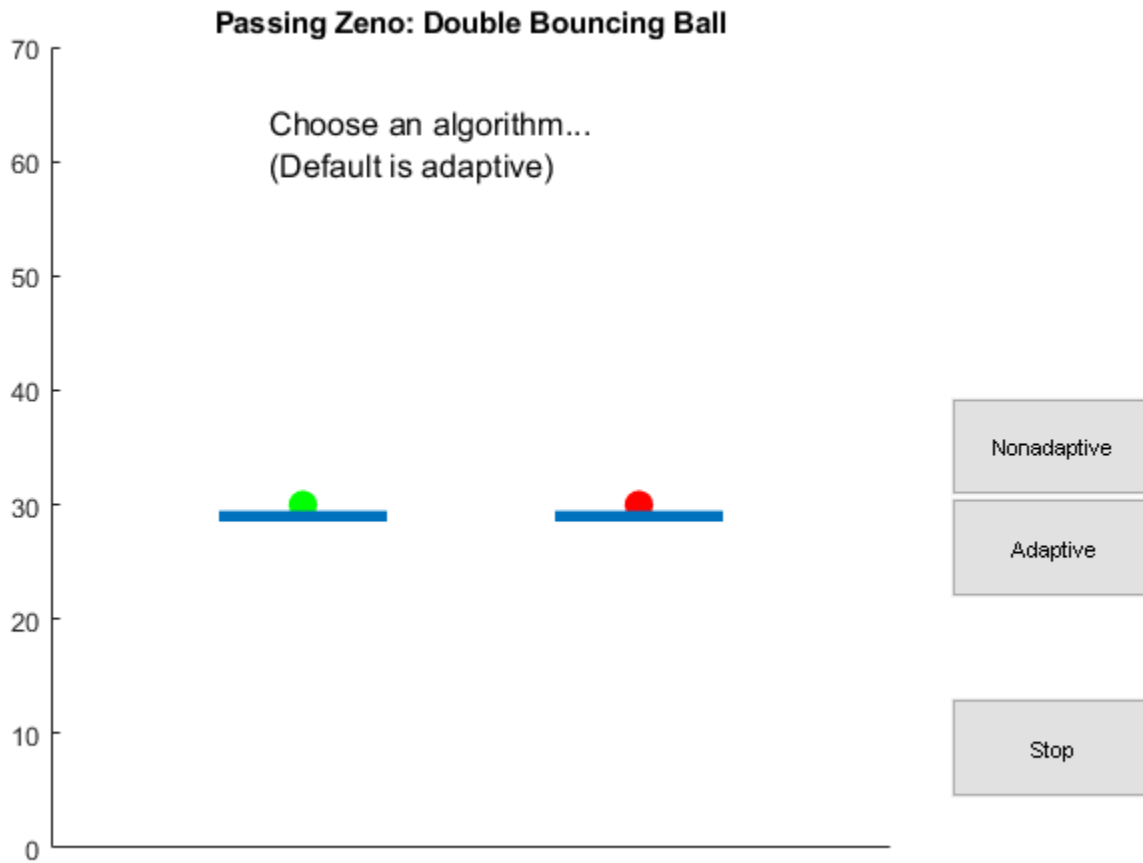 Passing Zeno: Double Bouncing Ball
70
Choose an algorithm...
(Default is adaptive)
60
50
40
Nonadaptive
30
Adaptive
20
10
Stop
0